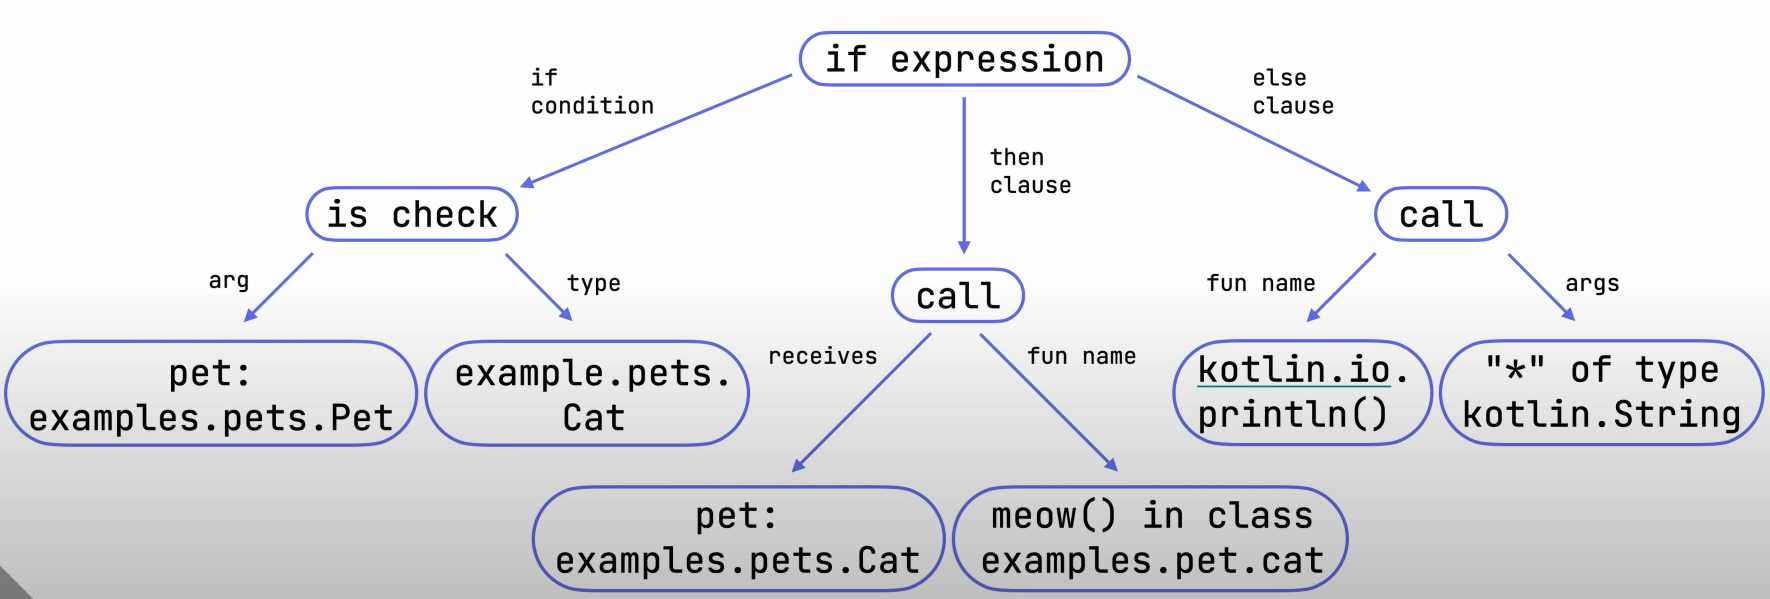 if expression
if
condition
else
clause
then
clause
is check
call
arg
type
call
fun name
args
pet:
examples.pets.Pet
example.pets.
Cat
receives
fun name
kotlin.io.
println()
"*" of type
kotlin.String
pet:
examples.pets.Cat
meow() in class
examples.pet.cat